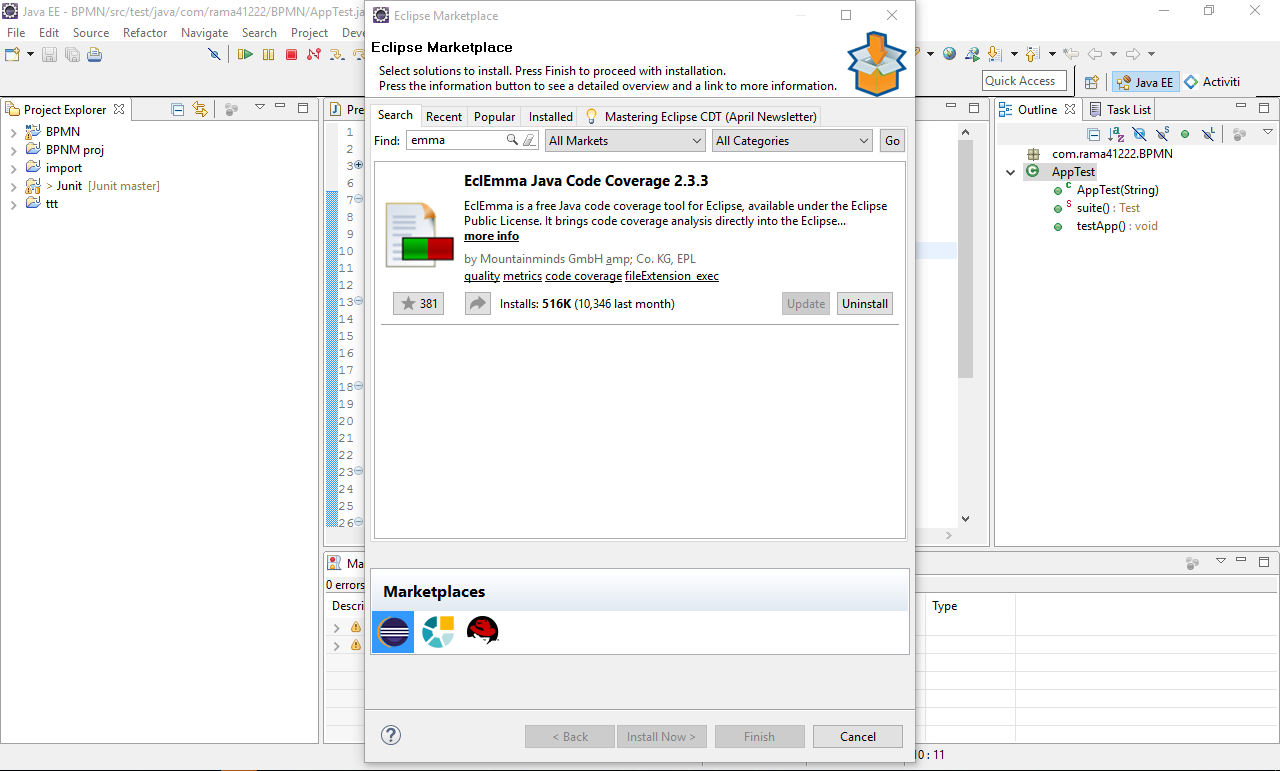 Java EE - BPMN/src/test/java/com/rama41222/BPMN/AppTest.ja
File Edit Source Refactor Navigate Search Project
Quick Access
Java EE
Activiti
Project Explorer
BPMN
BPNM proj
import
> Junit [Junit master]
ttt
1
2
3
6
7
8
9
10
11
12
13
14
15
16
17
18
19
20
21
22
23
24
25
26
0 errors
Type
Outline
Task List
com.rama41222.BPMN
AppTest
AppTest(String)
suite() : Test
testApp() : void
Eclipse Marketplace
Eclipse Marketplace
Select solutions to install. Press Finish to proceed with installation.
Press the information button to see a detailed overview and a link to more information.
Search Recent Popular Installed Mastering Eclipse CDT (April Newsletter)
Find: emma All Markets All Categories Go
EclEmma Java Code Coverage 2.3.3
EclEmma is a free Java code coverage tool for Eclipse, available under the Eclipse
Public License. It brings code coverage analysis directly into the Eclipse...
more info
by Mountainminds GmbH amp; Co. KG, EPL
quality metrics code coverage fileExtension_exec
381 Installs: 516K (10,346 last month) Update Uninstall
Marketplaces
< Back Install Now > Finish Cancel
: 11